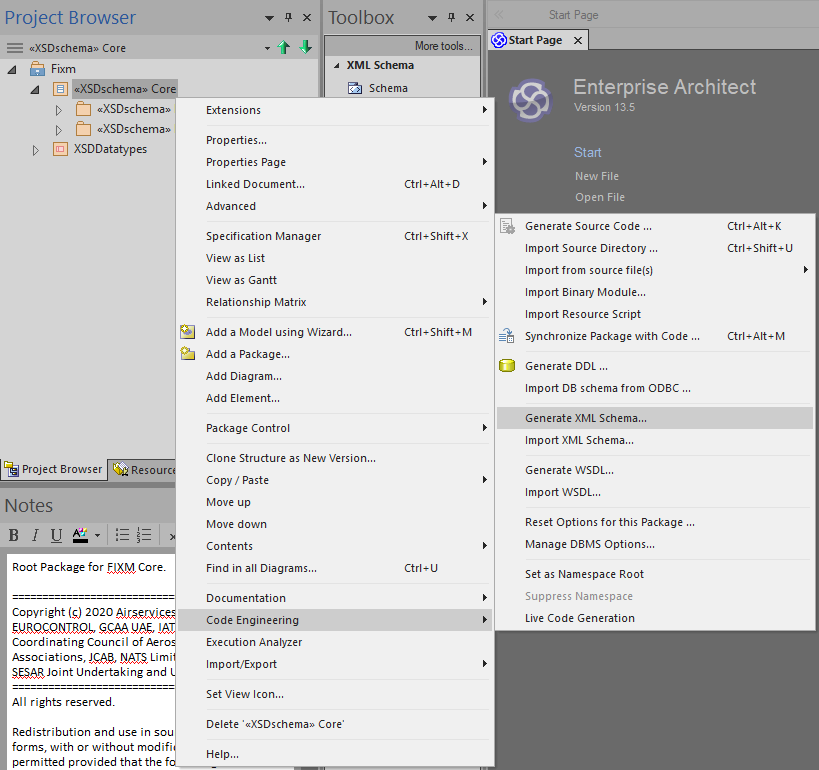 Project Browser
«XSDschema» Core
Fixm
«XSDschema» Core
«XSDschema»
«XSDschema»
XSDDatatypes
Toolbox
More tools...
XML Schema
Schema
Start Page
Start Page
Enterprise Architect
Version 13.5
Start
New File
Open File
Extensions
Properties...
Properties Page
Linked Document... Ctrl+Alt+D
Advanced
Specification Manager Ctrl+Shift+X
View as List
View as Gantt
Relationship Matrix
Add a Model using Wizard... Ctrl+Shift+M
Add a Package...
Add Diagram...
Add Element...
Package Control
Clone Structure as New Version...
Copy / Paste
Move up
Move down
Contents
Find in all Diagrams... Ctrl+U
Documentation
Code Engineering
Execution Analyzer
Import/Export
Set View Icon...
Delete '«XSDschema» Core'
Help...
Generate Source Code ... Ctrl+Alt+K
Import Source Directory ... Ctrl+Shift+U
Import from source file(s)
Import Binary Module...
Import Resource Script
Synchronize Package with Code ... Ctrl+Alt+M
Generate DDL ...
Import DB schema from ODBC ...
Generate XML Schema...
Import XML Schema...
Generate WSDL...
Import WSDL...
Reset Options for this Package ...
Manage DBMS Options...
Set as Namespace Root
Suppress Namespace
Live Code Generation
Project Browser
Resource
Notes
B I U A
Root Package for FIXM Core.
==============================
Copyright (c) 2020 Airservices
EUROCONTROL, GCAA UAE, IAT
Coordinating Council of Aeros
Associations, JCAB, NATS Limit
SESAR Joint Undertaking and U
==============================
All rights reserved.
Redistribution and use in sou
forms, with or without modific
permitted provided that the fo